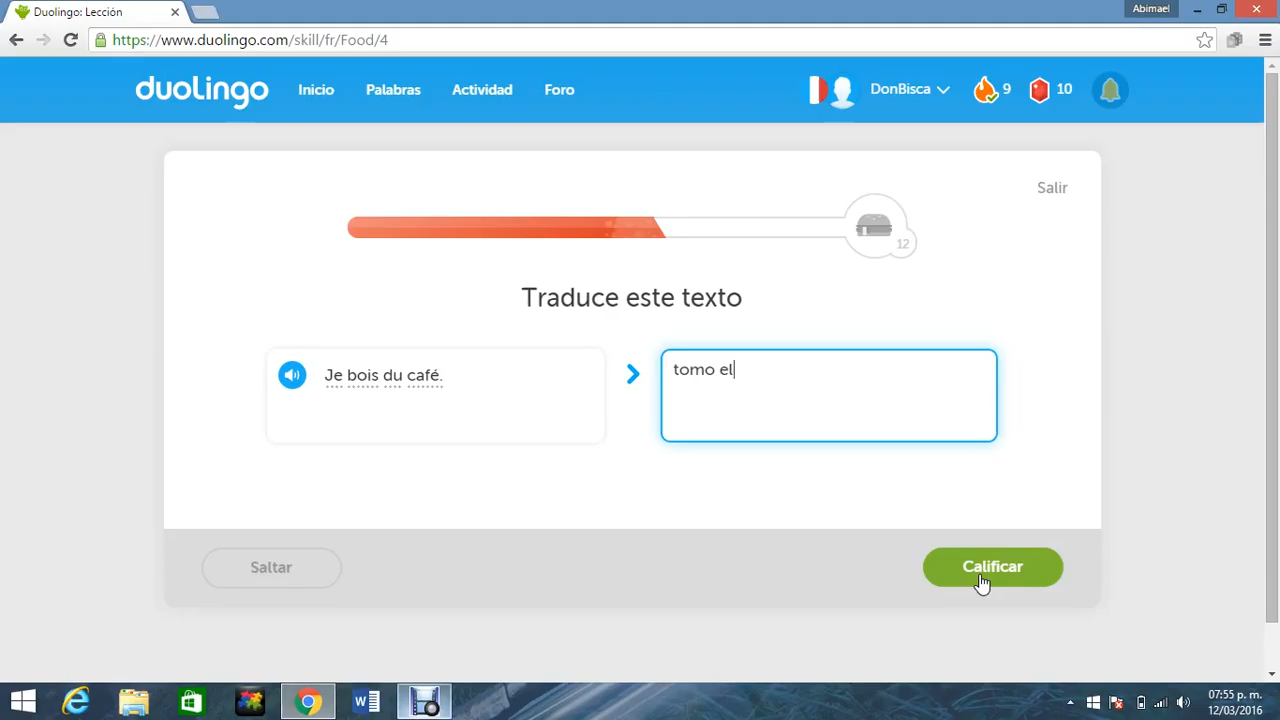 Duolingo: Lección
Abimael
https://www.duolingo.com/skill/fr/Food/4
duolingo
Inicio
Palabras
Actividad
Foro
DonBisca
9
10
Salir
12
Traduce este texto
Je bois du café.
tomo el
Saltar
Calificar
07:55 p. m.
12/03/2016